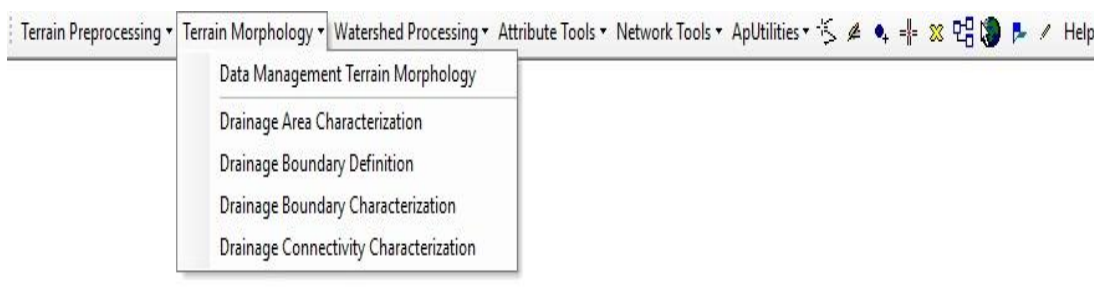 Terrain Preprocessing Terrain Morphology Watershed Processing Attribute Tools Network Tools ApUtilities Help
Data Management Terrain Morphology
Drainage Area Characterization
Drainage Boundary Definition
Drainage Boundary Characterization
Drainage Connectivity Characterization